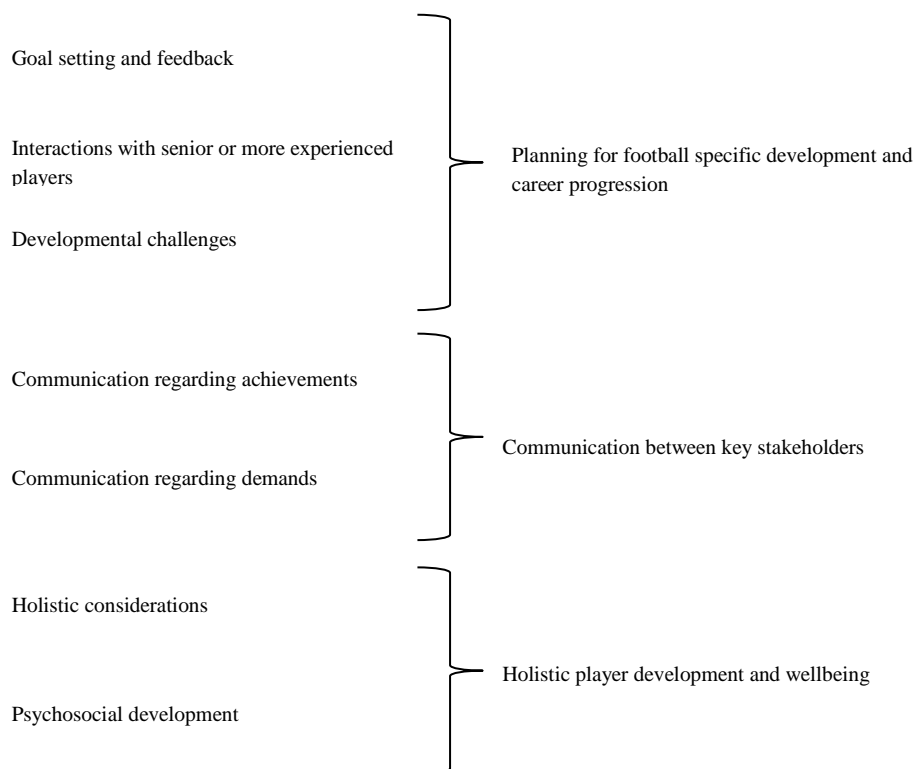 Goal setting and feedback
Interactions with senior or more experienced
players
Planning for football specific development and
career progression
Developmental challenges
Communication regarding achievements
Communication between key stakeholders
Communication regarding demands
Holistic considerations
Holistic player development and wellbeing
Psychosocial development